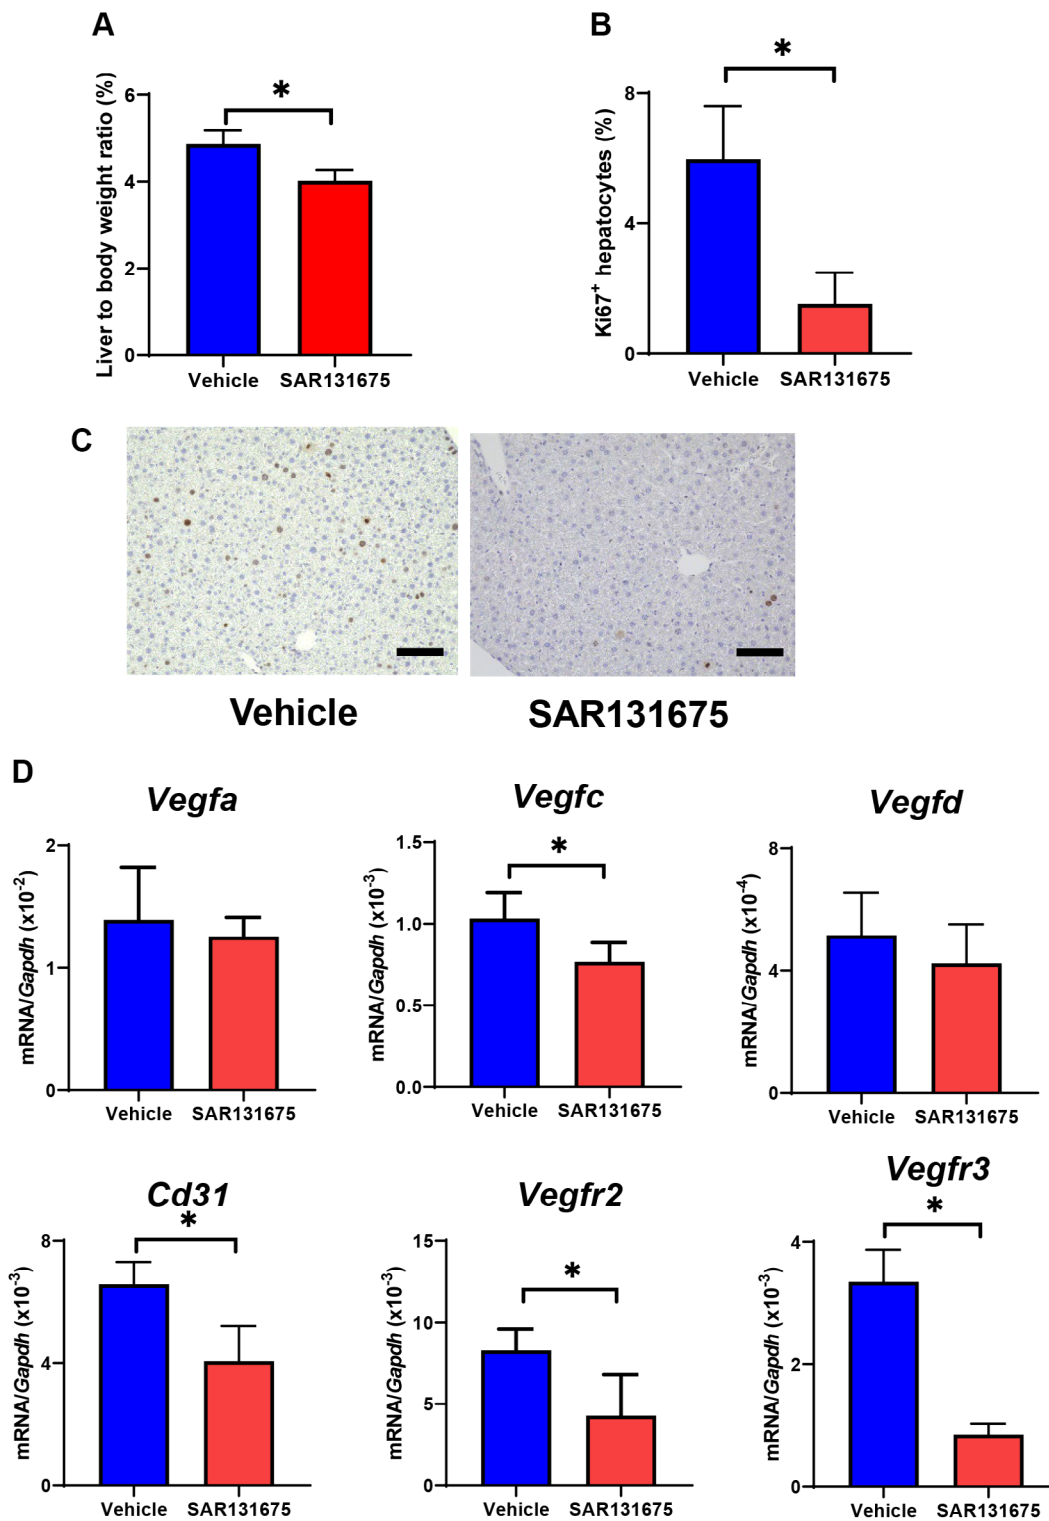 A
Liver to body weight ratio (%)
6
4
2
0
*
Vehicle SAR131675
B
Ki67+ hepatocytes (%)
8
4
0
*
Vehicle SAR131675
C
Vehicle SAR131675
D
Vegfa
mRNA/Gapdh (x10-2)
2
1
0
Vehicle SAR131675
Vegfc
mRNA/Gapdh (x10-3)
1.5
1.0
0.5
0.0
*
Vehicle SAR131675
Vegfd
mRNA/Gapdh (x10-4)
8
4
0
Vehicle SAR131675
Cd31
mRNA/Gapdh (x10-3)
8
4
0
*
Vehicle SAR131675
Vegfr2
mRNA/Gapdh (x10-3)
15
10
5
0
*
Vehicle SAR131675
Vegfr3
mRNA/Gapdh (x10-3)
4
2
0
*
Vehicle SAR131675